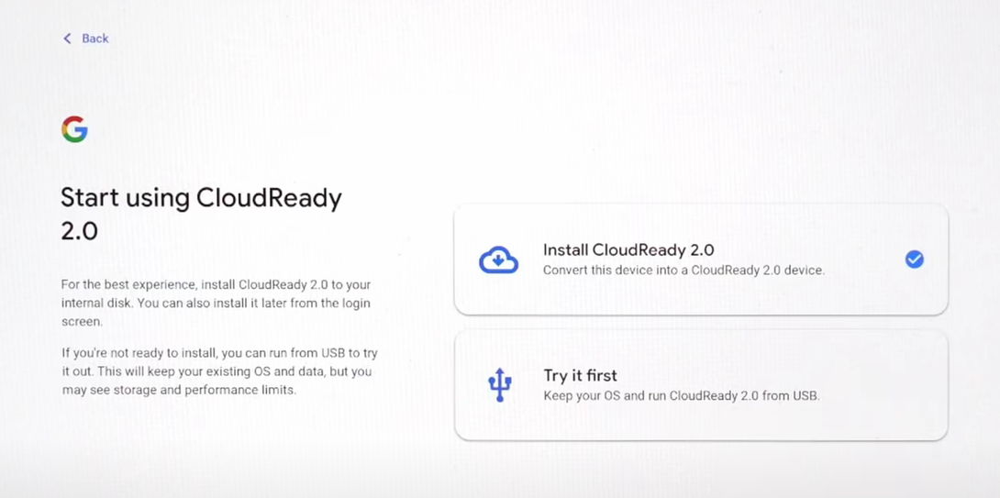 Back
Start using CloudReady
2.0
For the best experience, install CloudReady 2.0 to your
internal disk. You can also install it later from the login
screen.
If you're not ready to install, you can run from USB to try
it out. This will keep your existing OS and data, but you
may see storage and performance limits.
Install CloudReady 2.0
Convert this device into a CloudReady 2.0 device.
Try it first
Keep your OS and run CloudReady 2.0 from USB.